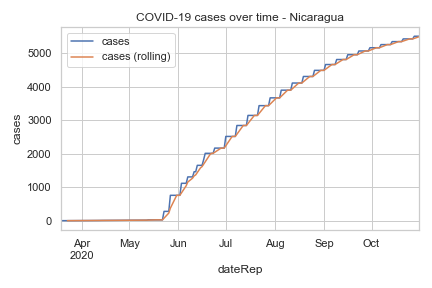 COVID-19 cases over time - Nicaragua
cases
cases (rolling)
5000
4000
3000
2000
1000
0
cases
Apr May Jun Jul Aug Sep Oct
2020
dateRep